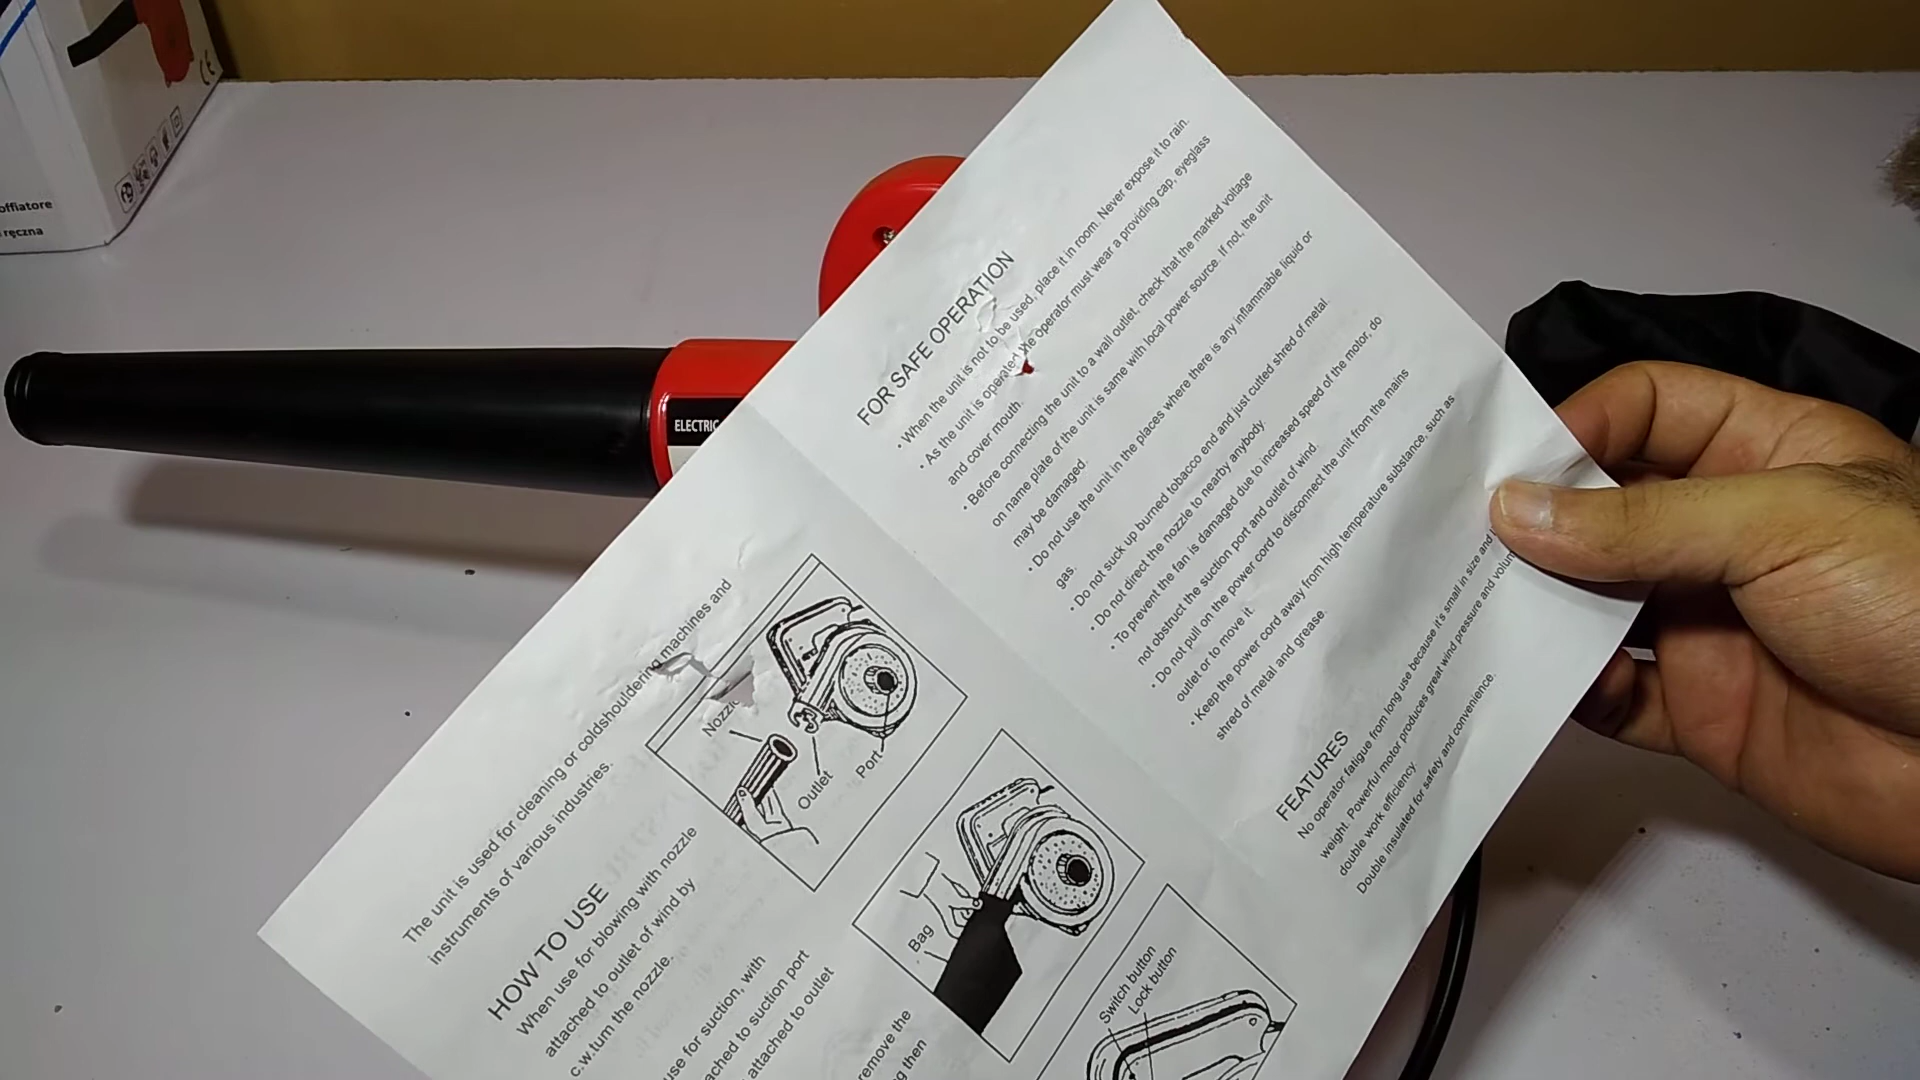 offiatore
ręczna
ELECTRIC
FOR SAFE OPERATION
• When the unit is not to be used, place it in room. Never expose it to rain.
• As the unit is operated the operator must wear a providing cap, eyeglass
and cover mouth.
• Before connecting the unit to a wall outlet, check that the marked voltage
on name plate of the unit is same with local power source. If not, the unit
may be damaged.
• Do not use the unit in the places where there is any inflammable liquid or
gas.
• Do not suck up burned tobacco end and just cutted shred of metal.
• Do not direct the nozzle to nearby anybody.
• To prevent the fan is damaged due to increased speed of the motor, do
not obstruct the suction port and outlet of wind.
• Do not pull on the power cord to disconnect the unit from the mains
outlet or to move it.
• Keep the power cord away from high temperature substance, such as
shred of metal and grease.
FEATURES
No operator fatigue from long use because it's small in size and
weight. Powerful motor produces great wind pressure and
double work efficiency.
Double insulated for safety and convenience.
The unit is used for cleaning or coldshouldering machines and
instruments of various industries.
HOW TO USE
When use for blowing with nozzle
attached to outlet of wind by
c.w.turn the nozzle.
use for suction, with
attached to suction port
attached to outlet
remove the
then
Nozzle
Outlet
Port
Bag
Switch button
Lock button